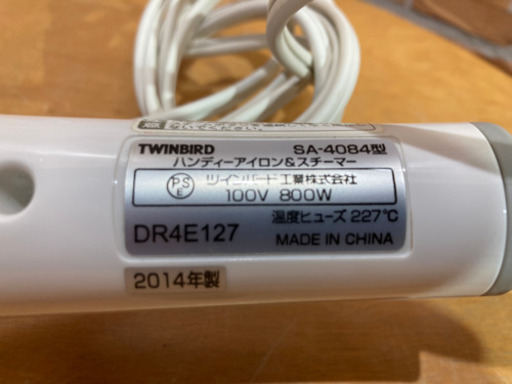 TWINBIRD SA-4084型
ハンディーアイロン&スチーマー
PSE ツインバード工業株式会社
100V 800W
温度ヒューズ 227℃
DR4E127 MADE IN CHINA
2014年製